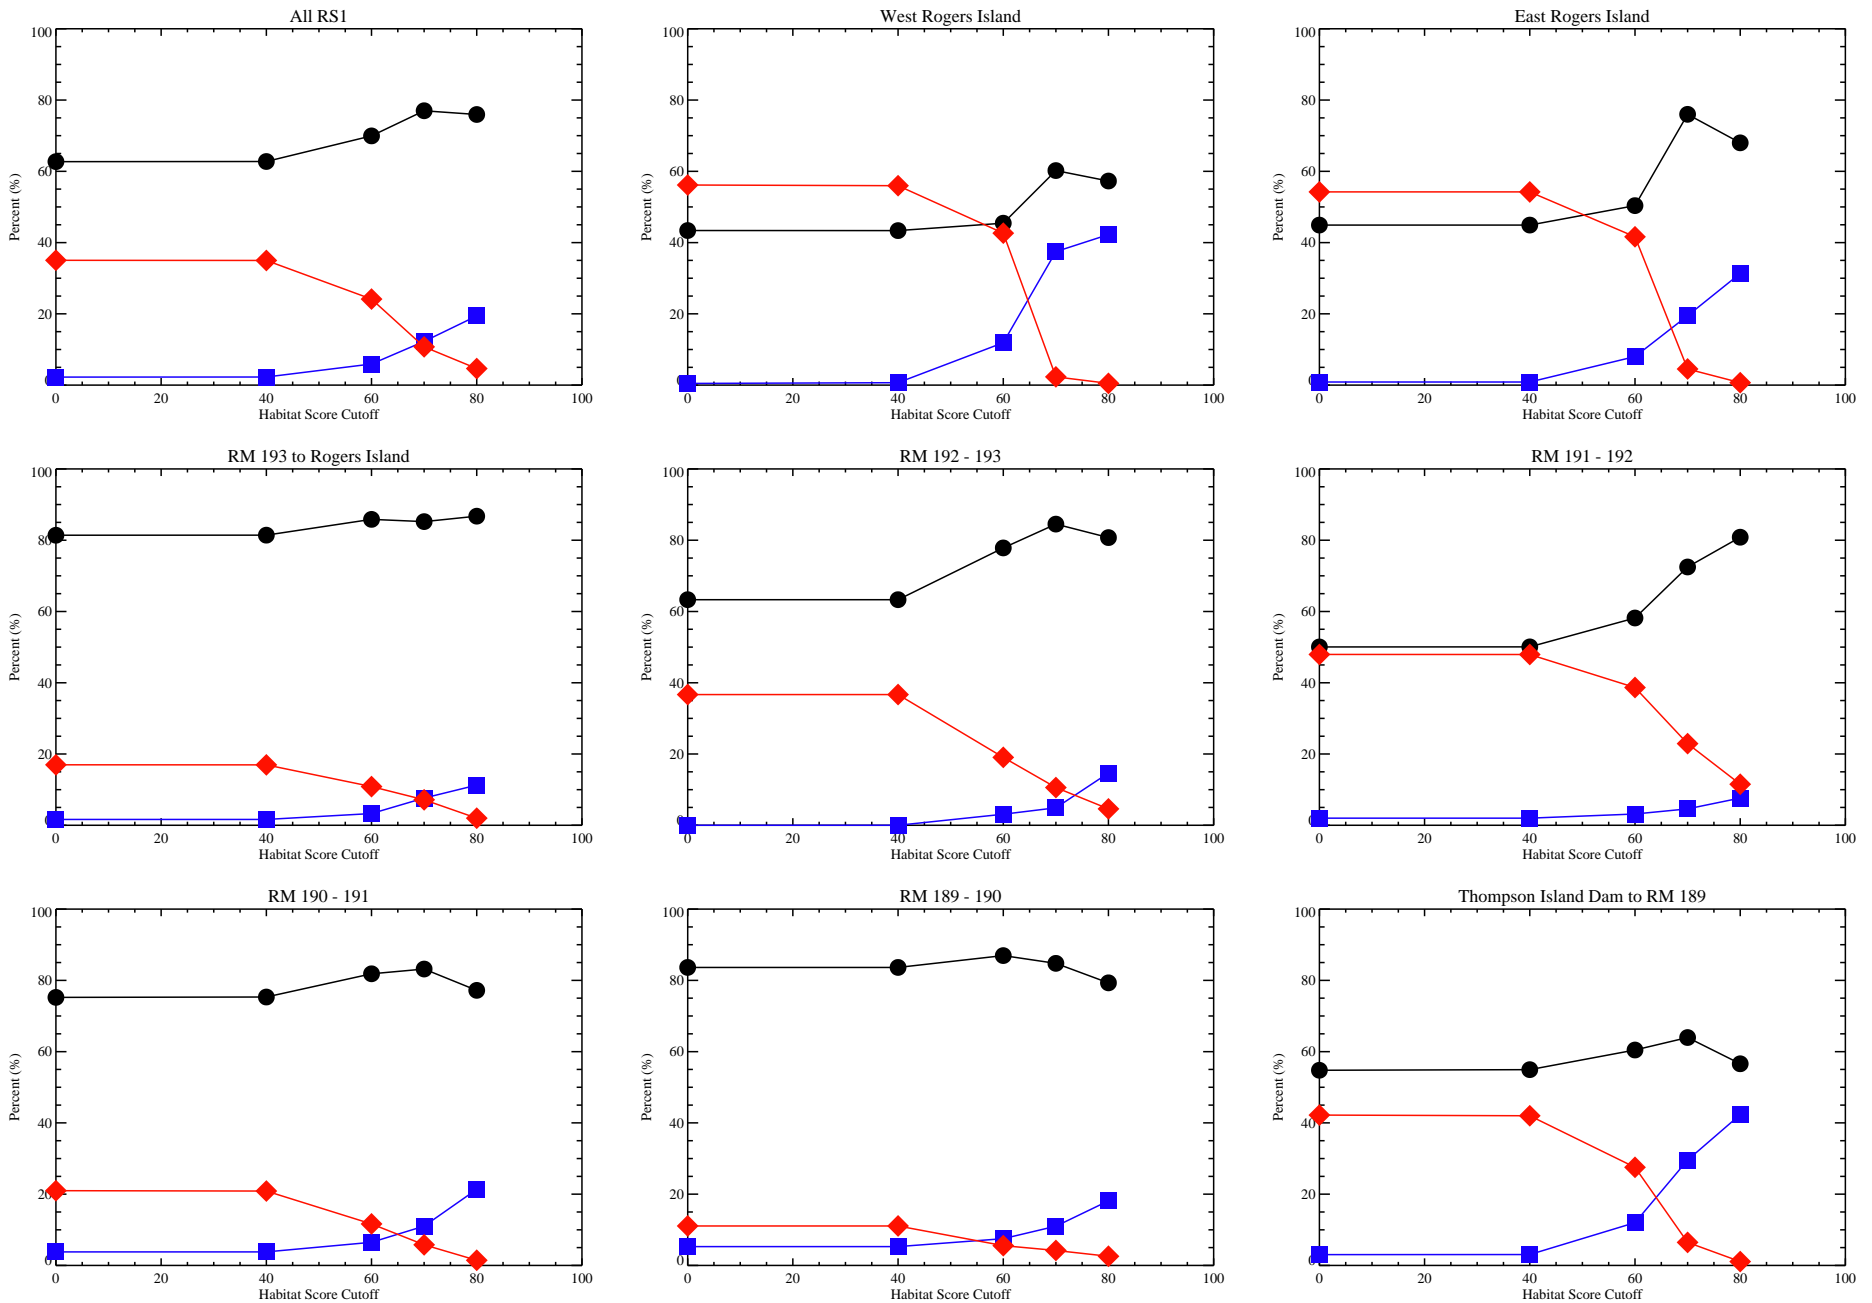 All RS1
100
80
60
40
20
0
Percent (%)
0 20 40 60 80 100
Habitat Score Cutoff
West Rogers Island
100
80
60
40
20
0
Percent (%)
0 20 40 60 80 100
Habitat Score Cutoff
East Rogers Island
100
80
60
40
20
0
Percent (%)
0 20 40 60 80 100
Habitat Score Cutoff
RM 193 to Rogers Island
100
80
60
40
20
0
Percent (%)
0 20 40 60 80 100
Habitat Score Cutoff
RM 192 - 193
100
80
60
40
20
0
Percent (%)
0 20 40 60 80 100
Habitat Score Cutoff
RM 191 - 192
100
80
60
40
20
0
Percent (%)
0 20 40 60 80 100
Habitat Score Cutoff
RM 190 - 191
100
80
60
40
20
0
Percent (%)
0 20 40 60 80 100
Habitat Score Cutoff
RM 189 - 190
100
80
60
40
20
0
Percent (%)
0 20 40 60 80 100
Habitat Score Cutoff
Thompson Island Dam to RM 189
100
80
60
40
20
0
Percent (%)
0 20 40 60 80 100
Habitat Score Cutoff